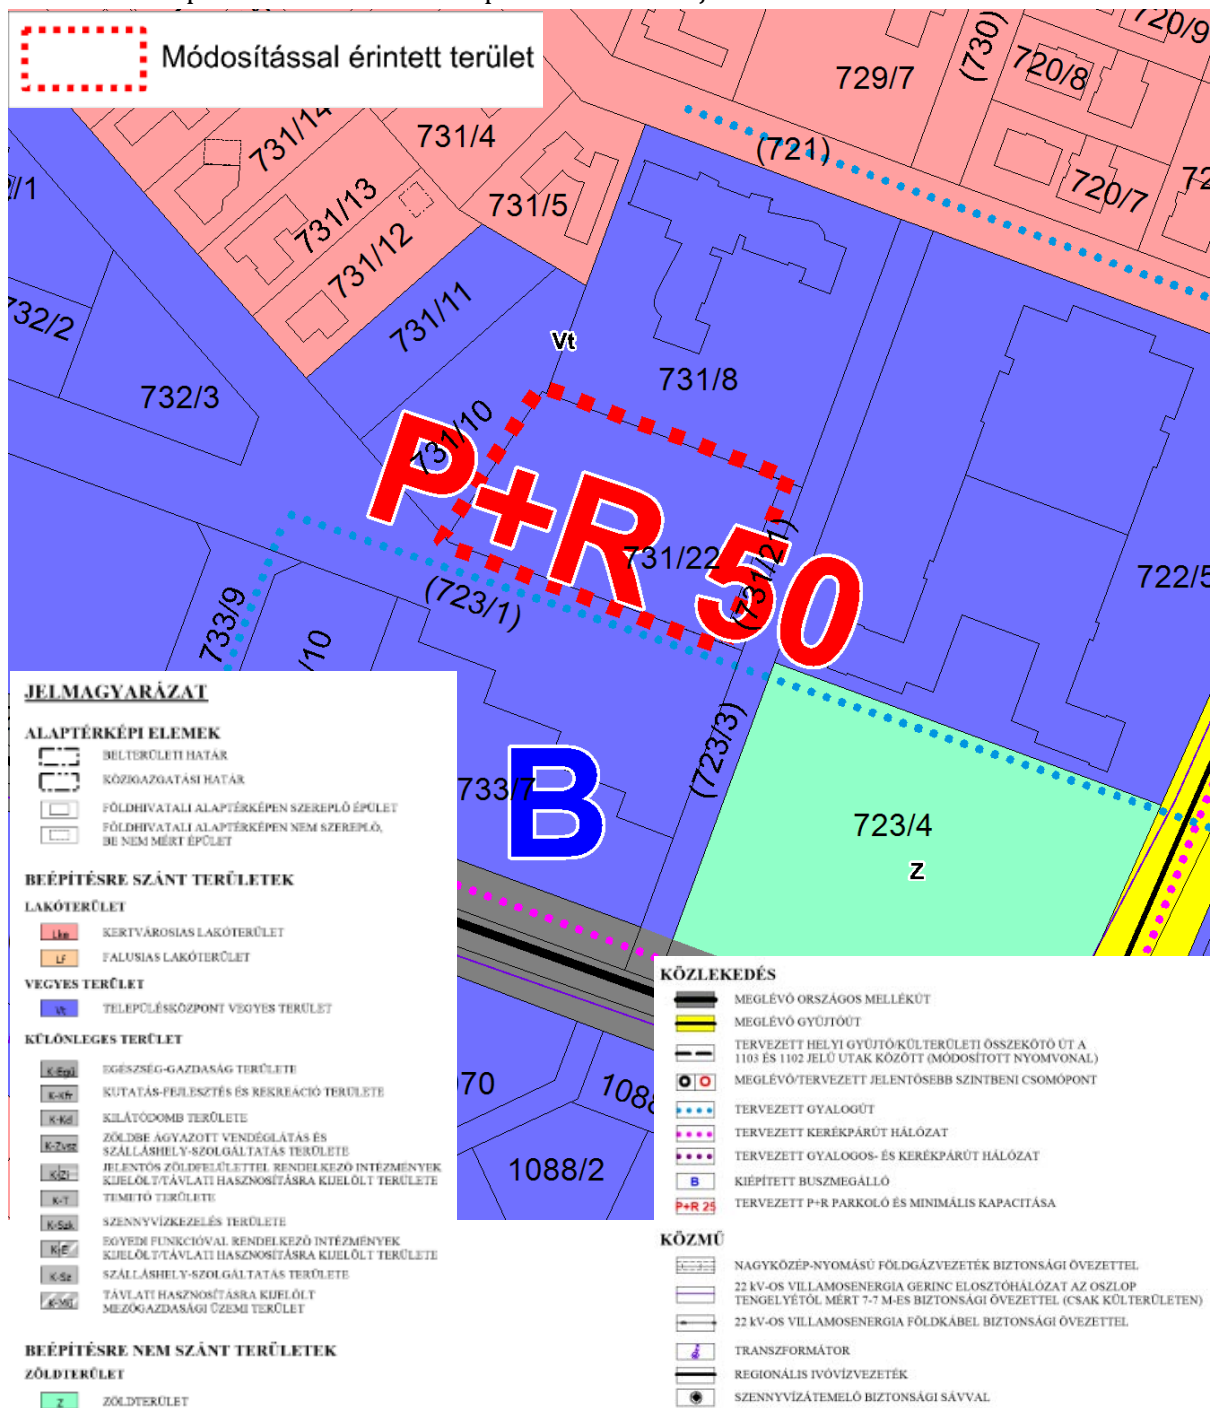 Módosítással érintett terület
720/9
(730)
729/7
720/8
731/14
731/4
(721)
720/7
731/13
731/5
731/12
731/11
732/2
Vt
731/8
732/3
731/10
P+R 50
731/22
(731/21)
722/5
(723/1)
733/9
/10
(723/3)
733/7
B
723/4
Z
1088/2
JELMAGYARÁZAT
ALAPTÉRKÉPI ELEMEK
BELTERÜLETI HATÁR
KÖZIGAZGATÁSI HATÁR
FÖLDHIVATALI ALAPTÉRKÉPEN SZEREPLŐ ÉPÜLET
FÖLDHIVATALI ALAPTÉRKÉPEN NEM SZEREPLŐ,
BE NEM MÉRT ÉPÜLET
BEÉPÍTÉSRE SZÁNT TERÜLETEK
LAKÓTERÜLET
Lke KERTVÁROSIAS LAKÓTERÜLET
Lf FALUSIAS LAKÓTERÜLET
VEGYES TERÜLET
Vt TELEPÜLÉSKÖZPONT VEGYES TERÜLET
KÜLÖNLEGES TERÜLET
K-Egü EGÉSZSÉG-GAZDASÁG TERÜLETE
K-Kfr KUTATÁS-FEJLESZTÉS ÉS REKREÁCIÓ TERÜLETE
K-Kd KILÁTÓDOMB TERÜLETE
K-Zvsz ZÖLDBE ÁGYAZOTT VENDÉGLÁTÁS ÉS
SZÁLLÁSHELY-SZOLGÁLTATÁS TERÜLETE
K-Zi JELENTŐS ZÖLDFELÜLETTEL RENDELKEZŐ INTÉZMÉNYEK
KIJELÖLT/TÁVLATI HASZNOSÍTÁSRA KIJELÖLT TERÜLETE
K-T TEMETŐ TERÜLETE
K-Szk SZENNYVÍZKEZELÉS TERÜLETE
K-E EGYEDI FUNKCIÓVAL RENDELKEZŐ INTÉZMÉNYEK
KIJELÖLT/TÁVLATI HASZNOSÍTÁSRA KIJELÖLT TERÜLETE
K-Sz SZÁLLÁSHELY-SZOLGÁLTATÁS TERÜLETE
K-Mü TÁVLATI HASZNOSÍTÁSRA KIJELÖLT
MEZŐGAZDASÁGI ÜZEMI TERÜLET
BEÉPÍTÉSRE NEM SZÁNT TERÜLETEK
ZÖLDTERÜLET
Z ZÖLDTERÜLET
KÖZLEKEDÉS
MEGLÉVŐ ORSZÁGOS MELLÉKÚT
MEGLÉVŐ GYŰJTŐÚT
TERVEZETT HELYI GYŰJTŐ/KÜLTERÜLETI ÖSSZEKÖTŐ ÚT A
1103 ÉS 1102 JELŰ UTAK KÖZÖTT (MÓDOSÍTOTT NYOMVONAL)
MEGLÉVŐ/TERVEZETT JELENTŐSEBB SZINTBENI CSOMÓPONT
TERVEZETT GYALOGÚT
TERVEZETT KERÉKPÁRÚT HÁLÓZAT
TERVEZETT GYALOGOS- ÉS KERÉKPÁRÚT HÁLÓZAT
B KIÉPÍTETT BUSZMEGÁLLÓ
P+R 25 TERVEZETT P+R PARKOLÓ ÉS MINIMÁLIS KAPACITÁSA
KÖZMŰ
NAGYKÖZÉP-NYOMÁSÚ FÖLDGÁZVEZETÉK BIZTONSÁGI ÖVEZETTEL
22 kV-OS VILLAMOSENERGIA GERINC ELOSZTÓHÁLÓZAT AZ OSZLOP
TENGELYÉTŐL MÉRT 7-7 M-ES BIZTONSÁGI ÖVEZETTEL (CSAK KÜLTERÜLETEN)
22 kV-OS VILLAMOSENERGIA FÖLDKÁBEL BIZTONSÁGI ÖVEZETTEL
TRANSZFORMÁTOR
REGIONÁLIS IVÓVÍZVEZETÉK
SZENNYVÍZÁTEMELŐ BIZTONSÁGI SÁVVAL